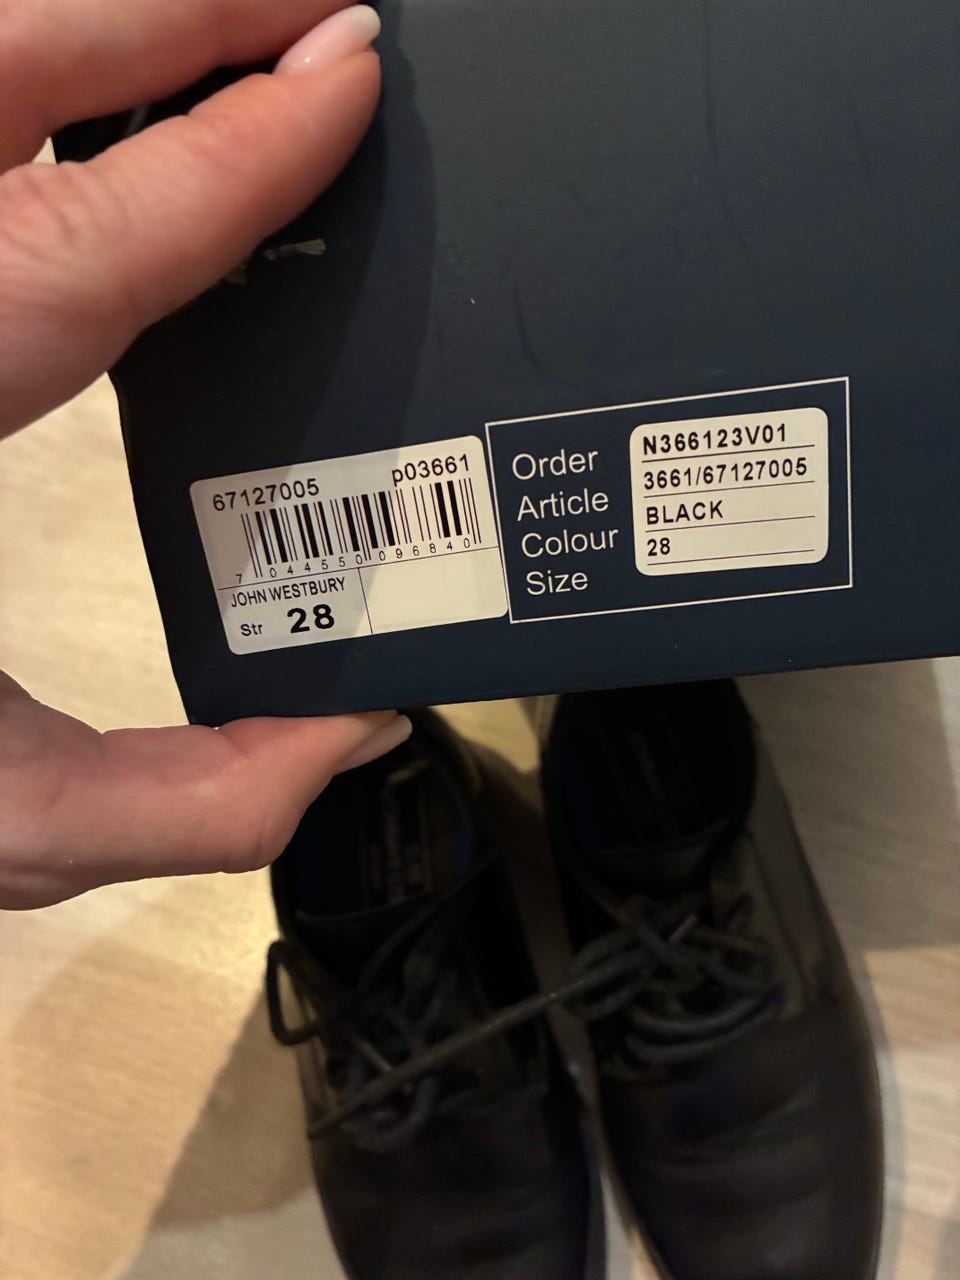 67127005 p03661
7 044550 096840
JOHN WESTBURY
Str 28
Order N366123V01
Article 3661/67127005
Colour BLACK
Size 28